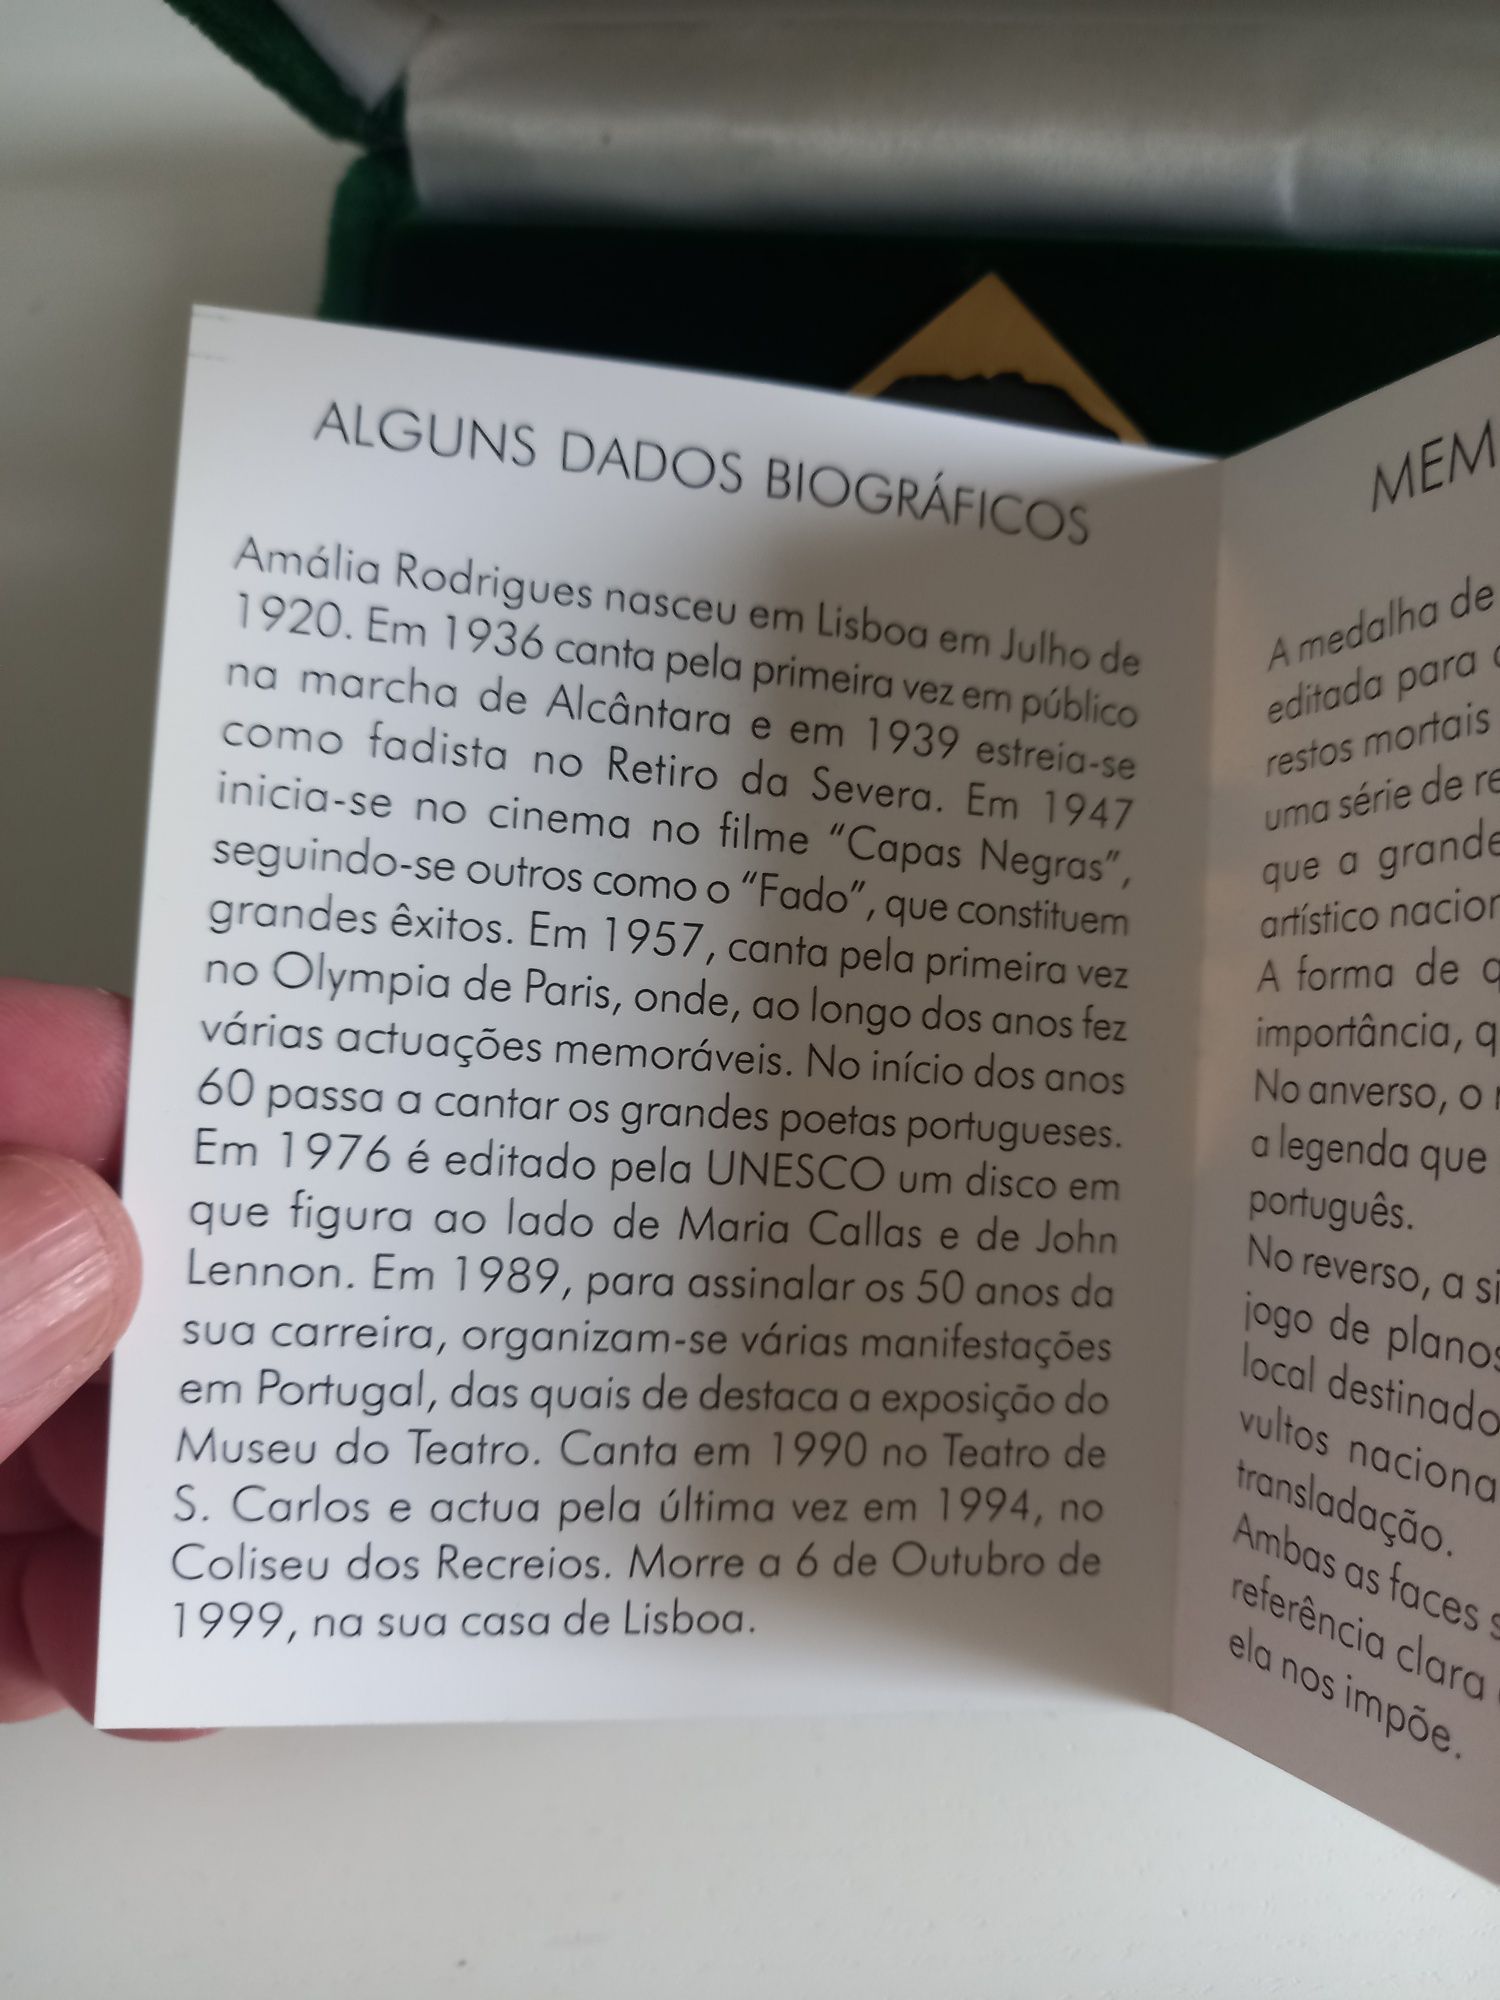 ALGUNS DADOS BIOGRÁFICOS
Amália Rodrigues nasceu em Lisboa em Julho de
1920. Em 1936 canta pela primeira vez em público
na marcha de Alcântara e em 1939 estreia-se
como fadista no Retiro da Severa. Em 1947
inicia-se no cinema no filme “Capas Negras”,
seguindo-se outros como o “Fado”, que constituem
grandes êxitos. Em 1957, canta pela primeira vez
no Olympia de Paris, onde, ao longo dos anos fez
várias actuações memoráveis. No início dos anos
60 passa a cantar os grandes poetas portugueses.
Em 1976 é editado pela UNESCO um disco em
que figura ao lado de Maria Callas e de John
Lennon. Em 1989, para assinalar os 50 anos da
sua carreira, organizam-se várias manifestações
em Portugal, das quais de destaca a exposição do
Museu do Teatro. Canta em 1990 no Teatro de
S. Carlos e actua pela última vez em 1994, no
Coliseu dos Recreios. Morre a 6 de Outubro de
1999, na sua casa de Lisboa.
MEM
A medalha de
editada para
restos mortais
uma série de re
que a grande
artístico nacion
A forma de q
importância, q
No anverso, o
a legenda que
português.
No reverso, a si
jogo de planos
local destinado
vultos naciona
transladação.
Ambas as faces s
referência clara
ela nos impõe.